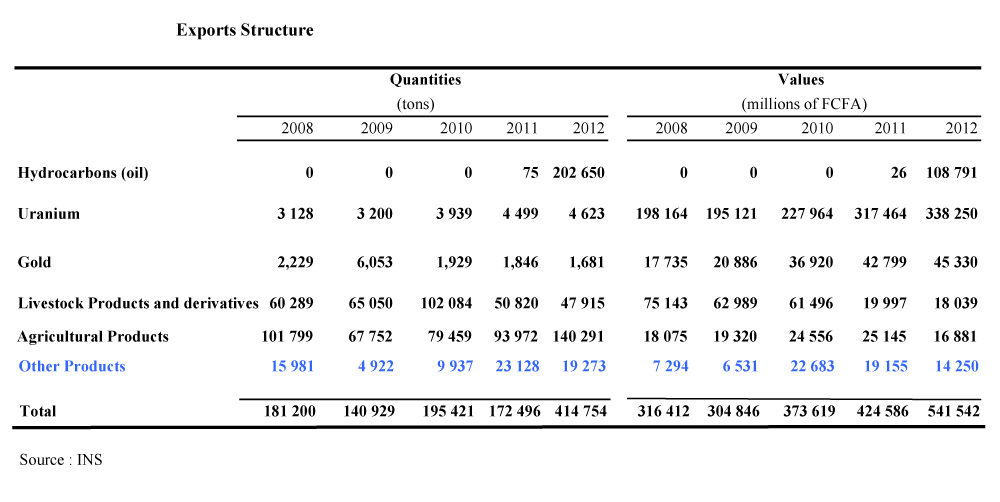 Exports Structure
Quantities Values
(tons) (millions of FCFA)
2008 2009 2010 2011 2012 2008 2009 2010 2011 2012
Hydrocarbons (oil) 0 0 0 75 202 650 0 0 0 26 108 791
Uranium 3 128 3 200 3 939 4 499 4 623 198 164 195 121 227 964 317 464 338 250
Gold 2,229 6,053 1,929 1,846 1,681 17 735 20 886 36 920 42 799 45 330
Livestock Products and derivatives 60 289 65 050 102 084 50 820 47 915 75 143 62 989 61 496 19 997 18 039
Agricultural Products 101 799 67 752 79 459 93 972 140 291 18 075 19 320 24 556 25 145 16 881
Other Products 15 981 4 922 9 937 23 128 19 273 7 294 6 531 22 683 19 155 14 250
Total 181 200 140 929 195 421 172 496 414 754 316 412 304 846 373 619 424 586 541 542
Source : INS